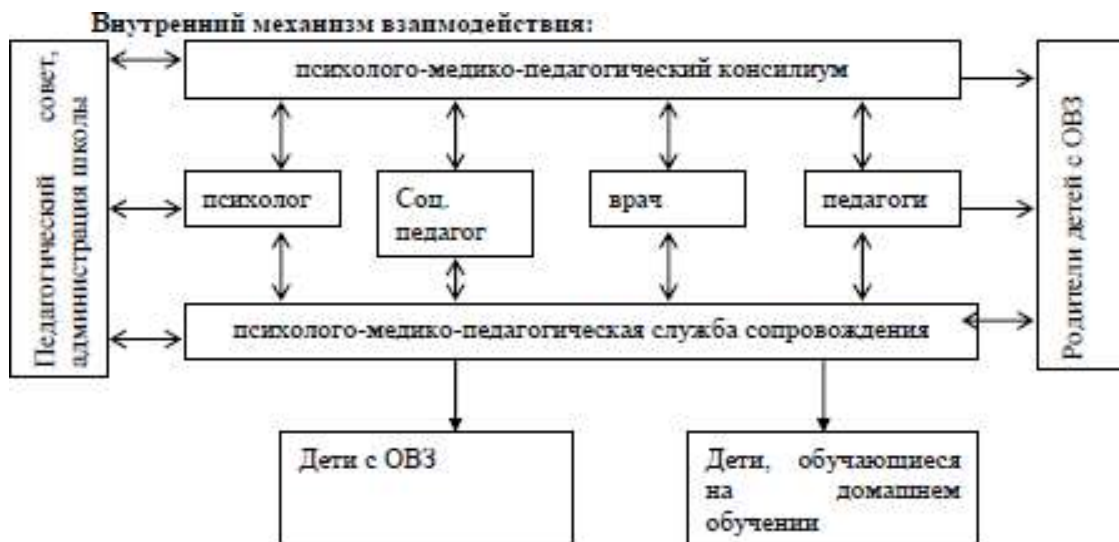 Внутренний механизм взаимодействия:
Педагогический совет,
администрация школы
психолого-медико-педагогический консилиум
Родители детей с ОВЗ
психолог
Соц.
педагог
врач
педагоги
психолого-медико-педагогическая служба сопровождения
Дети с ОВЗ
Дети, обучающиеся
на домашнем
обучении